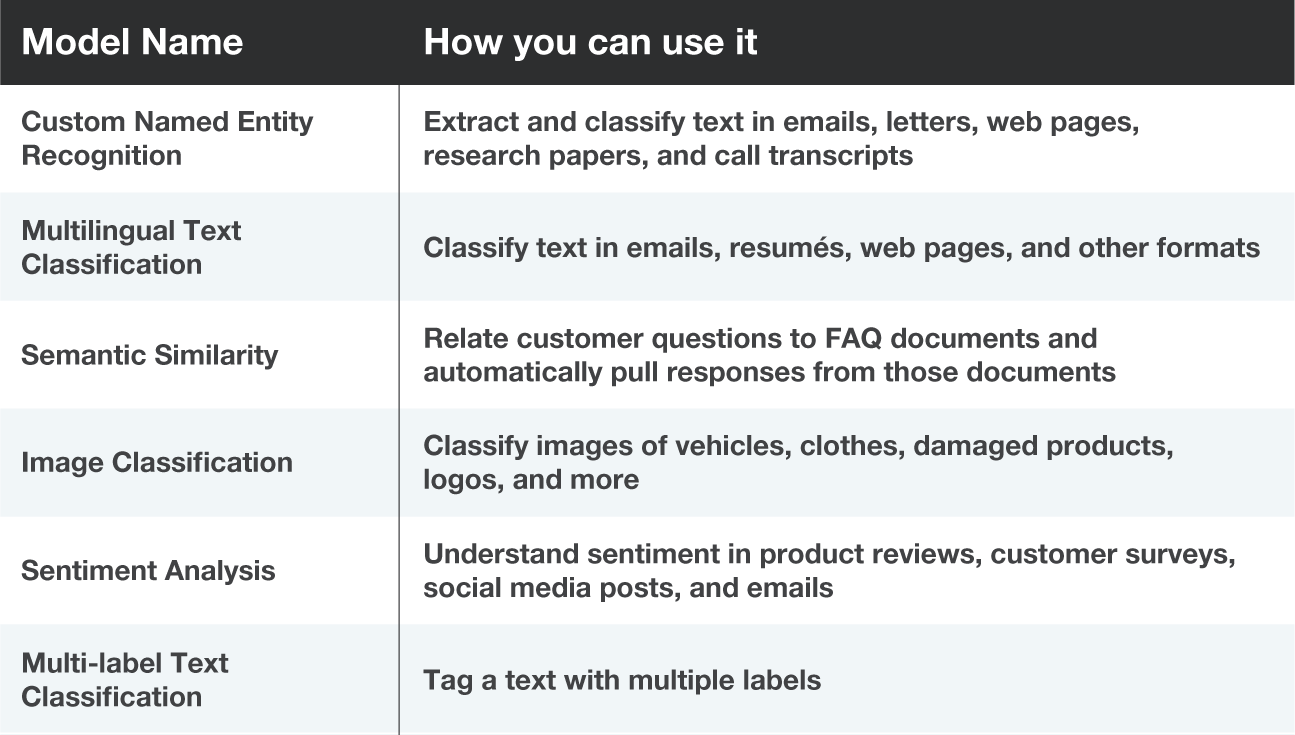 Model Name
How you can use it
Custom Named Entity
Recognition
Extract and classify text in emails, letters, web pages,
research papers, and call transcripts
Multilingual Text
Classification
Classify text in emails, resumés, web pages, and other formats
Semantic Similarity
Relate customer questions to FAQ documents and
automatically pull responses from those documents
Image Classification
Classify images of vehicles, clothes, damaged products,
logos, and more
Sentiment Analysis
Understand sentiment in product reviews, customer surveys,
social media posts, and emails
Multi-label Text
Classification
Tag a text with multiple labels